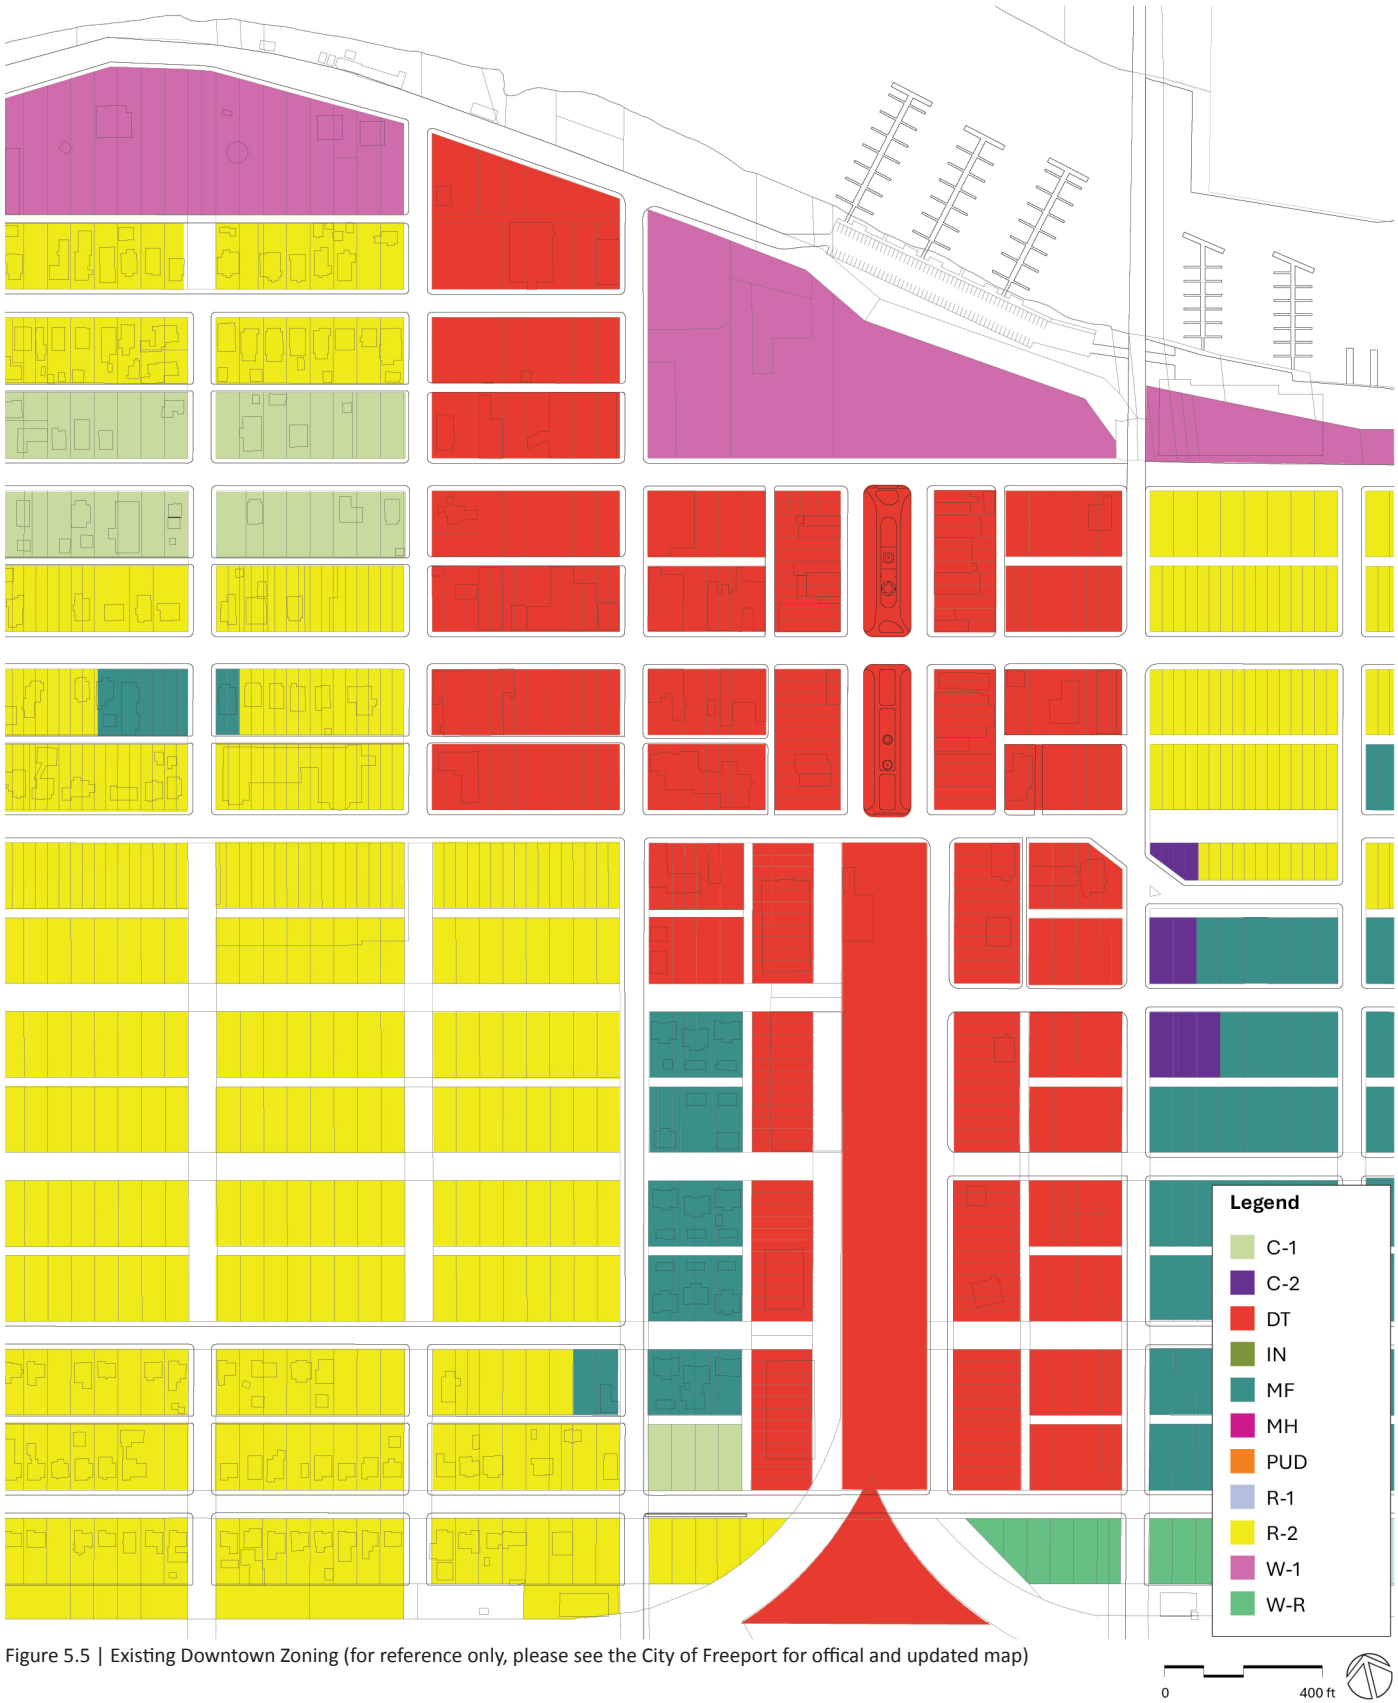 Legend
C-1
C-2
DT
IN
MF
MH
PUD
R-1
R-2
W-1
W-R
Figure 5.5 | Existing Downtown Zoning (for reference only, please see the City of Freeport for offical and updated map)
0 400 ft